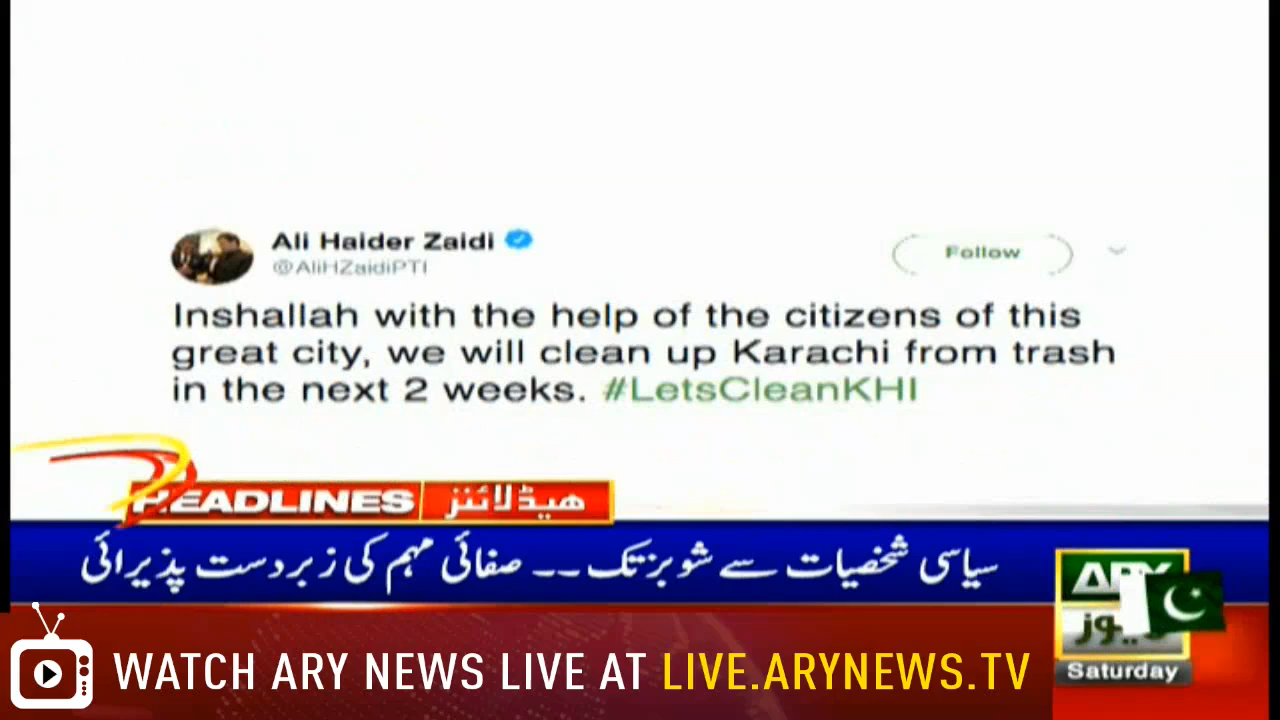 Ali Haider Zaidi
@AliHZaidiPTI
Follow
Inshallah with the help of the citizens of this
great city, we will clean up Karachi from trash
in the next 2 weeks. #LetsCleanKHI
HEADLINES ہیڈلائنز
سیاسی شخصیات سے شوبز تک ۔۔ صفائی مہم کی زبردست پذیرائی
ARY
نیوز
Saturday
WATCH ARY NEWS LIVE AT LIVE.ARYNEWS.TV